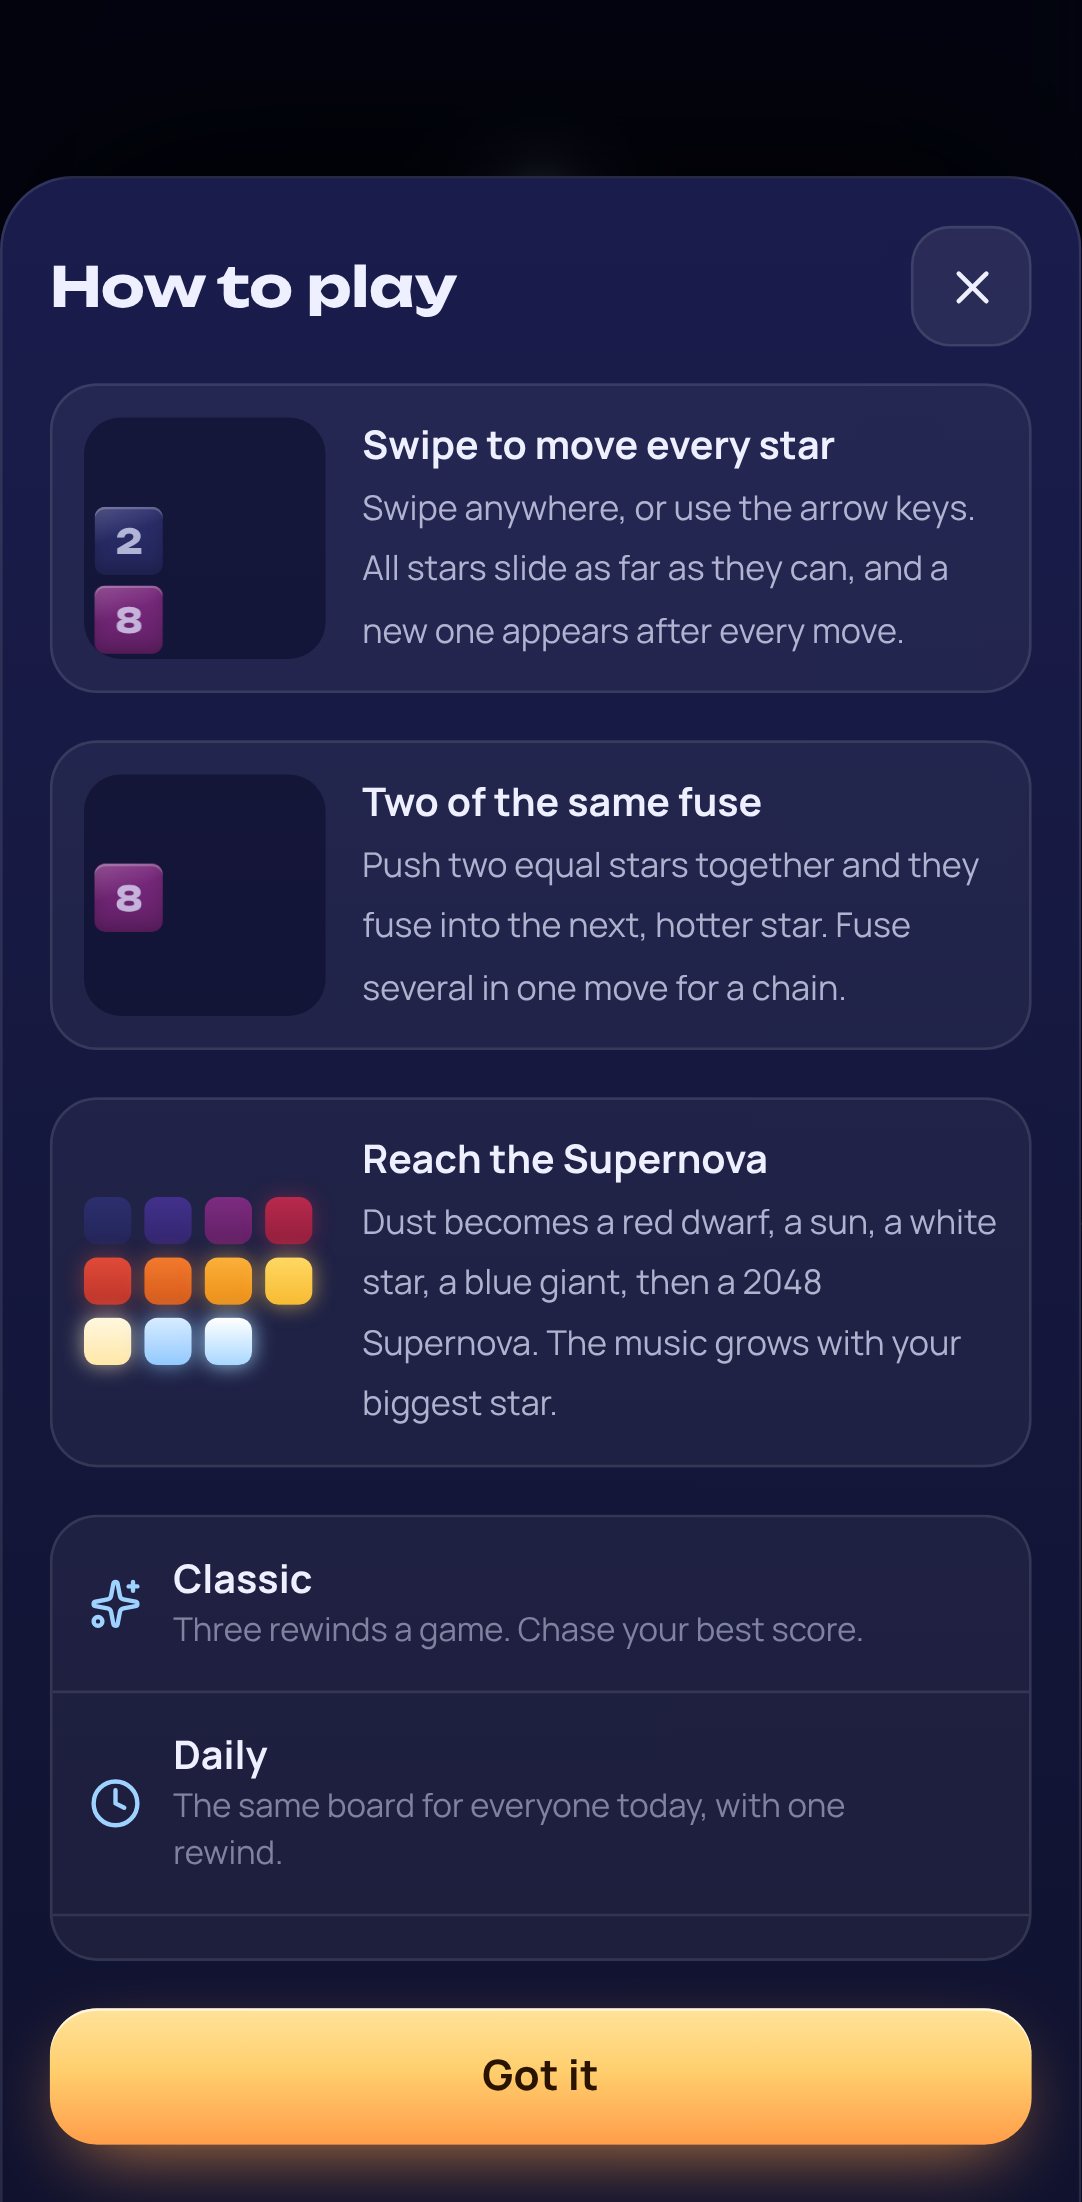 How to play
2
8
Swipe to move every star
Swipe anywhere, or use the arrow keys.
All stars slide as far as they can, and a
new one appears after every move.
8
Two of the same fuse
Push two equal stars together and they
fuse into the next, hotter star. Fuse
several in one move for a chain.
Reach the Supernova
Dust becomes a red dwarf, a sun, a white
star, a blue giant, then a 2048
Supernova. The music grows with your
biggest star.
Classic
Three rewinds a game. Chase your best score.
Daily
The same board for everyone today, with one
rewind.
Got it